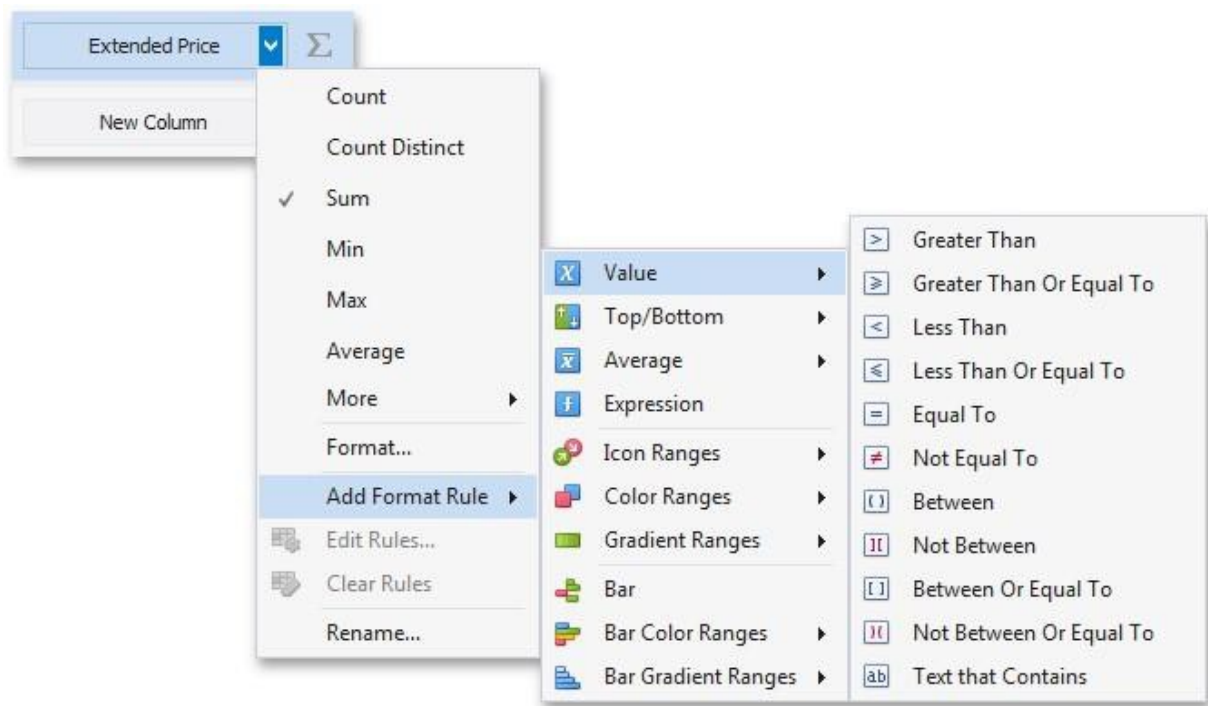 Extended Price
Σ
New Column
Count
Count Distinct
Sum
Min
Max
Average
More
Format...
Add Format Rule
Edit Rules...
Clear Rules
Rename...
Value
Top/Bottom
Average
Expression
Icon Ranges
Color Ranges
Gradient Ranges
Bar
Bar Color Ranges
Bar Gradient Ranges
> Greater Than
⩾ Greater Than Or Equal To
< Less Than
⩽ Less Than Or Equal To
= Equal To
≠ Not Equal To
( ) Between
][ Not Between
[ ] Between Or Equal To
)( Not Between Or Equal To
ab Text that Contains